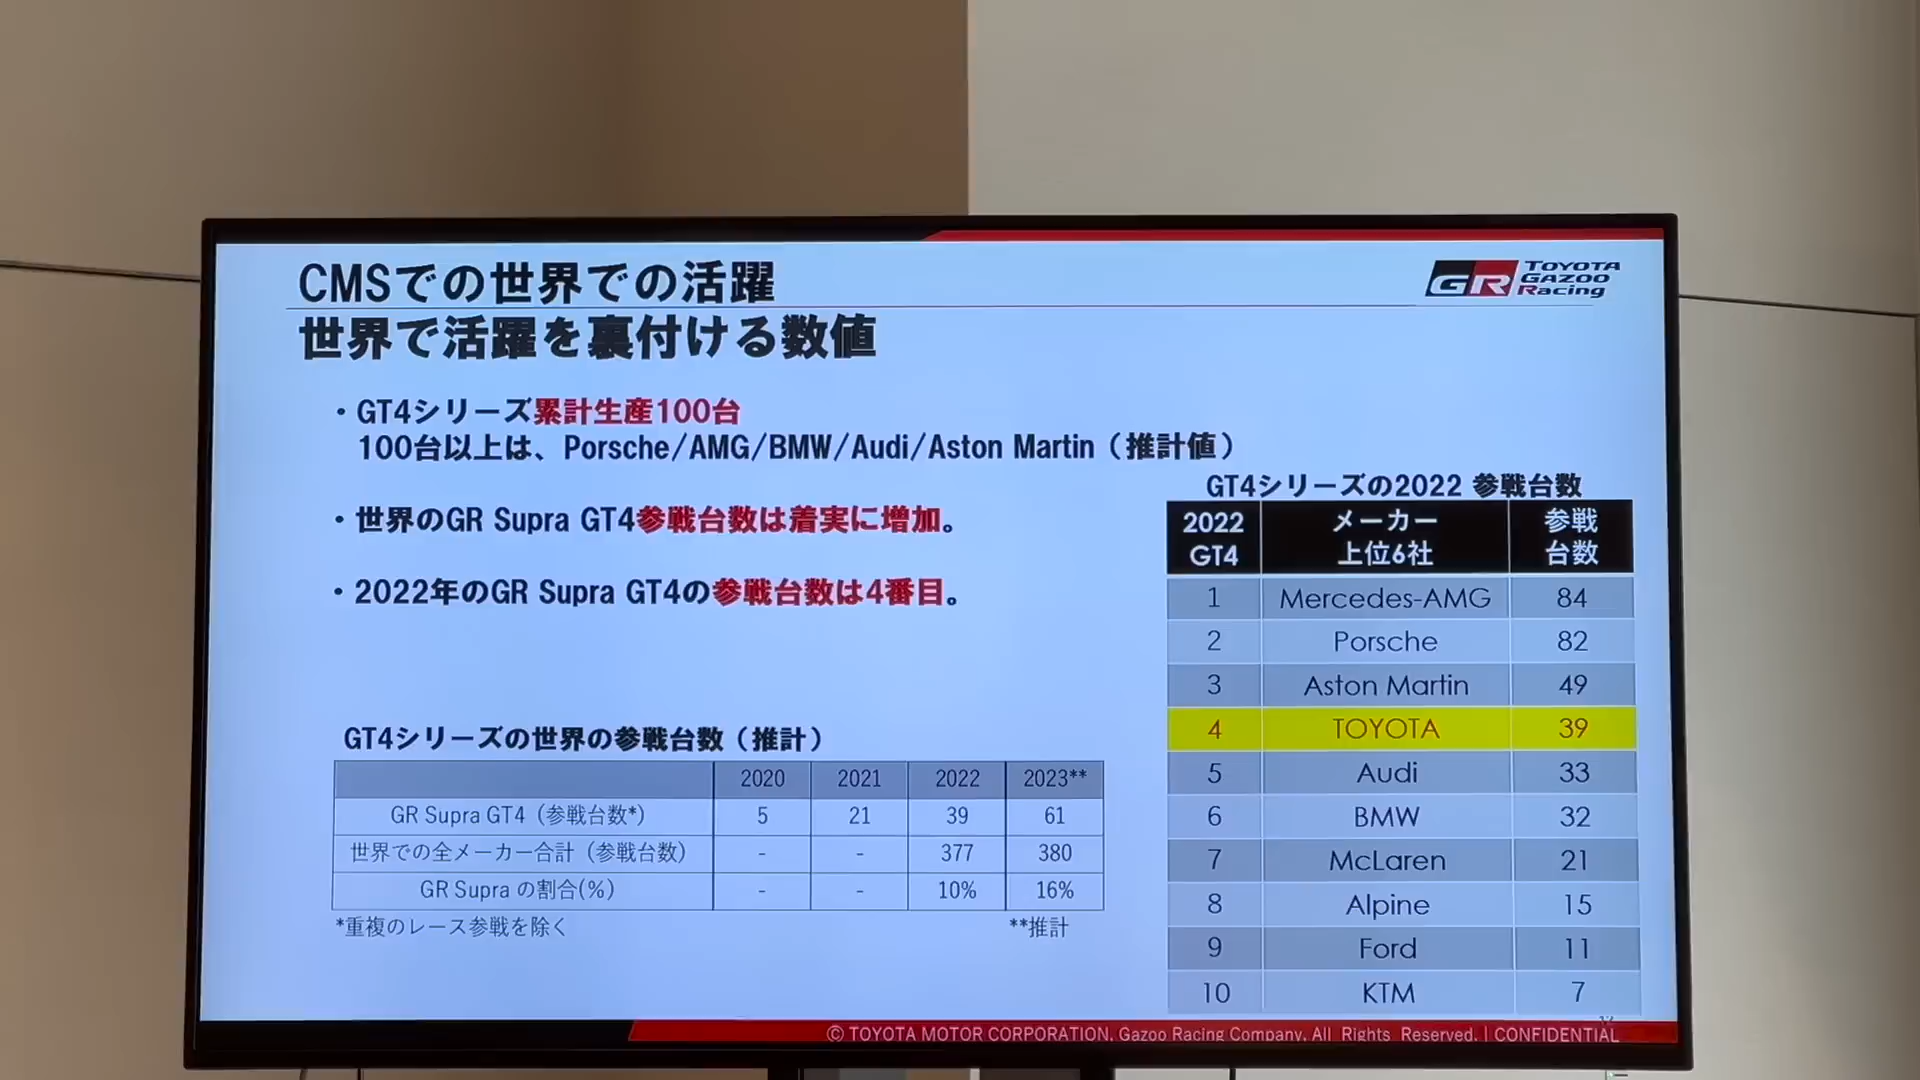 CMSでの世界での活躍
GR TOYOTA GAZOO Racing
世界で活躍を裏付ける数値
・GT4シリーズ累計生産100台
100台以上は、Porsche/AMG/BMW/Audi/Aston Martin（推計値）
・世界のGR Supra GT4参戦台数は着実に増加。
・2022年のGR Supra GT4の参戦台数は4番目。
GT4シリーズの世界の参戦台数（推計）
2020 2021 2022 2023**
GR Supra GT4（参戦台数*） 5 21 39 61
世界での全メーカー合計（参戦台数） - - 377 380
GR Supra の割合(%) - - 10% 16%
*重複のレース参戦を除く **推計
GT4シリーズの2022 参戦台数
2022 GT4 メーカー 上位6社 参戦 台数
1 Mercedes-AMG 84
2 Porsche 82
3 Aston Martin 49
4 TOYOTA 39
5 Audi 33
6 BMW 32
7 McLaren 21
8 Alpine 15
9 Ford 11
10 KTM 7
© TOYOTA MOTOR CORPORATION. Gazoo Racing Company. All Rights Reserved. | CONFIDENTIAL